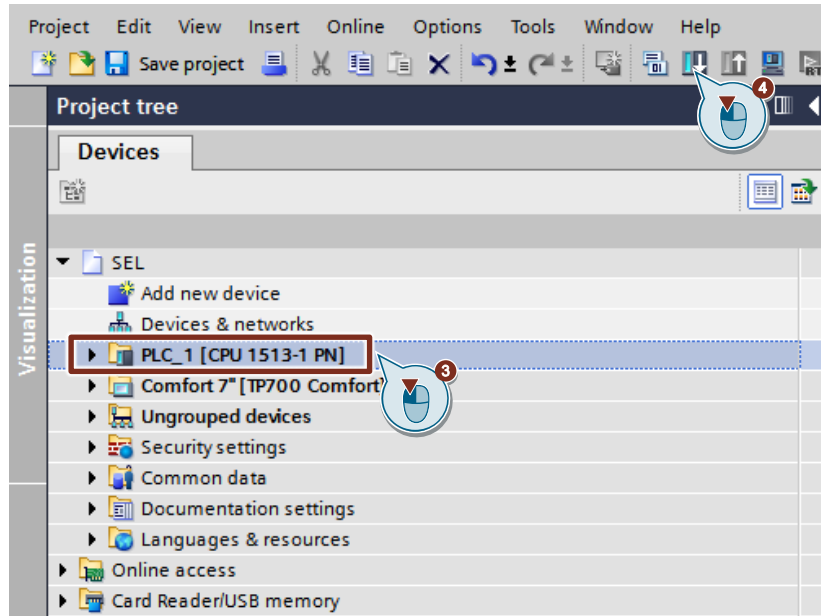 Project Edit View Insert Online Options Tools Window Help
Save project
4
Project tree
Devices
Visualization
SEL
Add new device
Devices & networks
PLC_1 [CPU 1513-1 PN]
3
Comfort 7" [TP700 Comfort]
Ungrouped devices
Security settings
Common data
Documentation settings
Languages & resources
Online access
Card Reader/USB memory